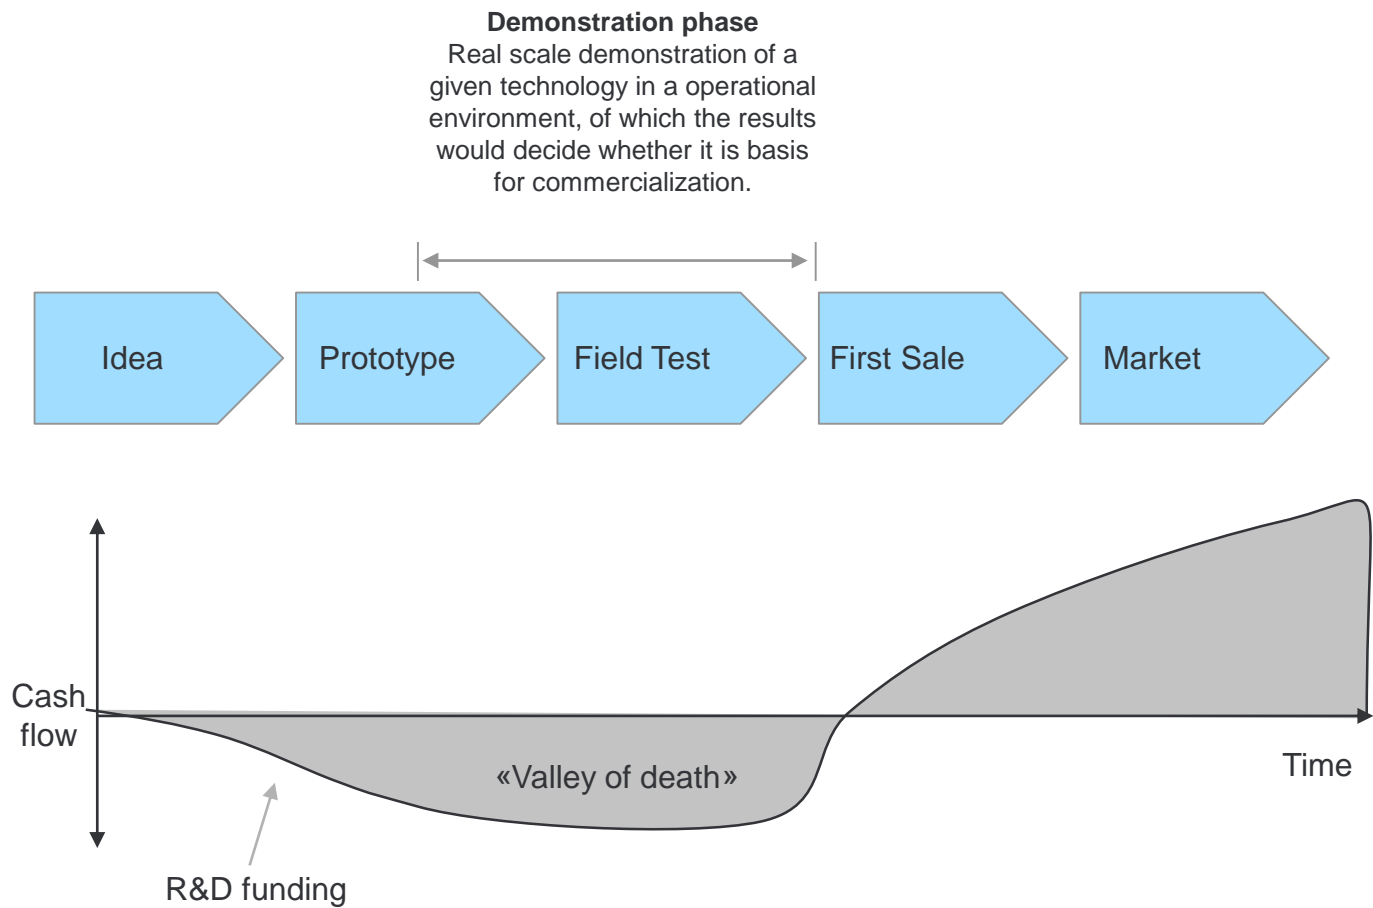 Demonstration phase
Real scale demonstration of a
given technology in a operational
environment, of which the results
would decide whether it is basis
for commercialization.
Idea
Prototype
Field Test
First Sale
Market
Cash
flow
«Valley of death»
Time
R&D funding